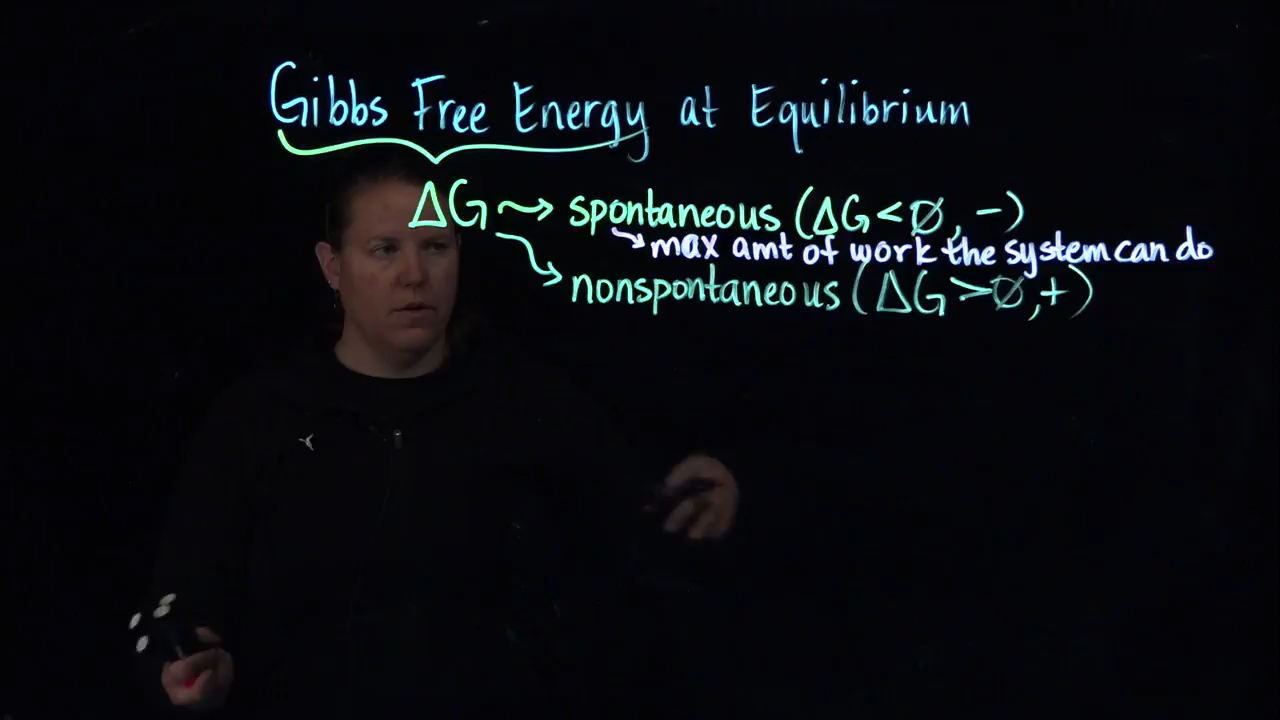 Gibbs Free Energy at Equilibrium
ΔG → spontaneous (ΔG < Ø, −)
→ max amt of work the system can do
→ nonspontaneous (ΔG > Ø, +)